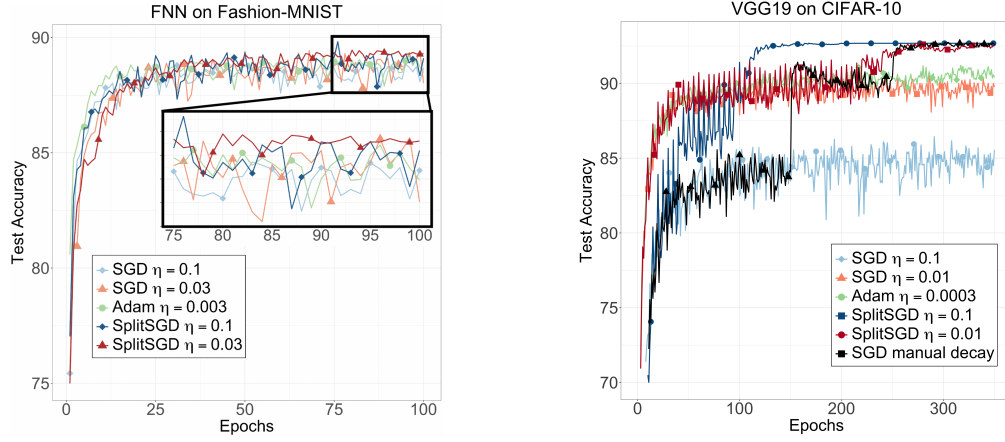 FNN on Fashion-MNIST
90
85
80
75
Test Accuracy
75 80 85 90 95 100
SGD η = 0.1
SGD η = 0.03
Adam η = 0.003
SplitSGD η = 0.1
SplitSGD η = 0.03
0 25 50 75 100
Epochs
VGG19 on CIFAR-10
90
85
80
75
70
Test Accuracy
SGD η = 0.1
SGD η = 0.01
Adam η = 0.0003
SplitSGD η = 0.1
SplitSGD η = 0.01
SGD manual decay
0 100 200 300
Epochs